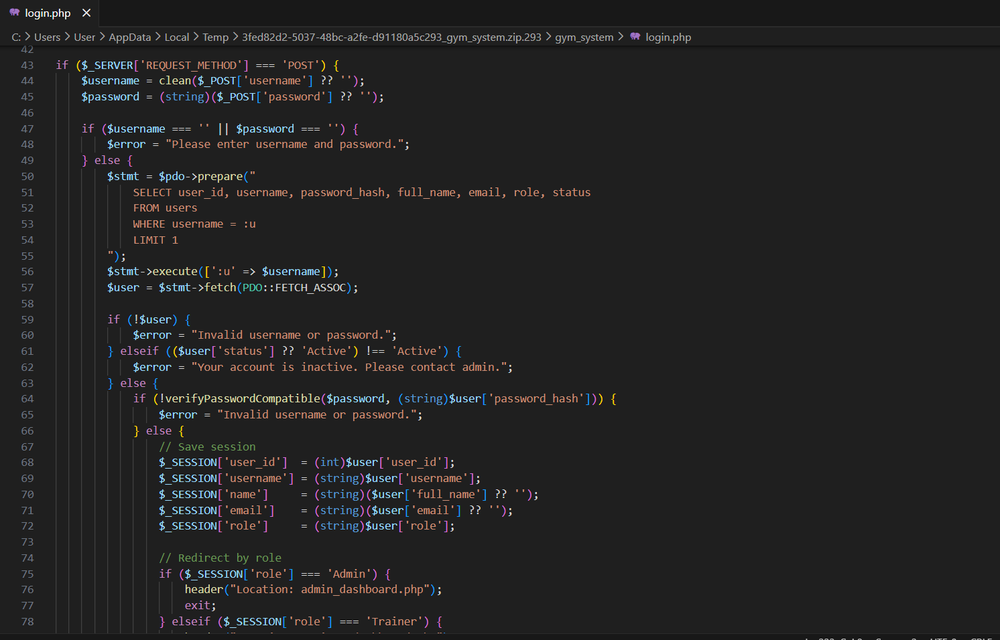 login.php
C: > Users > User > AppData > Local > Temp > 3fed82d2-5037-48bc-a2fe-d91180a5c293_gym_system.zip.293 > gym_system > login.php
42
43 if ($_SERVER['REQUEST_METHOD'] === 'POST') {
44 $username = clean($_POST['username'] ?? '');
45 $password = (string)($_POST['password'] ?? '');
46
47 if ($username === '' || $password === '') {
48 $error = "Please enter username and password.";
49 } else {
50 $stmt = $pdo->prepare("
51 SELECT user_id, username, password_hash, full_name, email, role, status
52 FROM users
53 WHERE username = :u
54 LIMIT 1
55 ");
56 $stmt->execute([':u' => $username]);
57 $user = $stmt->fetch(PDO::FETCH_ASSOC);
58
59 if (!$user) {
60 $error = "Invalid username or password.";
61 } elseif (($user['status'] ?? 'Active') !== 'Active') {
62 $error = "Your account is inactive. Please contact admin.";
63 } else {
64 if (!verifyPasswordCompatible($password, (string)$user['password_hash'])) {
65 $error = "Invalid username or password.";
66 } else {
67 // Save session
68 $_SESSION['user_id'] = (int)$user['user_id'];
69 $_SESSION['username'] = (string)$user['username'];
70 $_SESSION['name'] = (string)($user['full_name'] ?? '');
71 $_SESSION['email'] = (string)($user['email'] ?? '');
72 $_SESSION['role'] = (string)$user['role'];
73
74 // Redirect by role
75 if ($_SESSION['role'] === 'Admin') {
76 header("Location: admin_dashboard.php");
77 exit;
78 } elseif ($_SESSION['role'] === 'Trainer') {